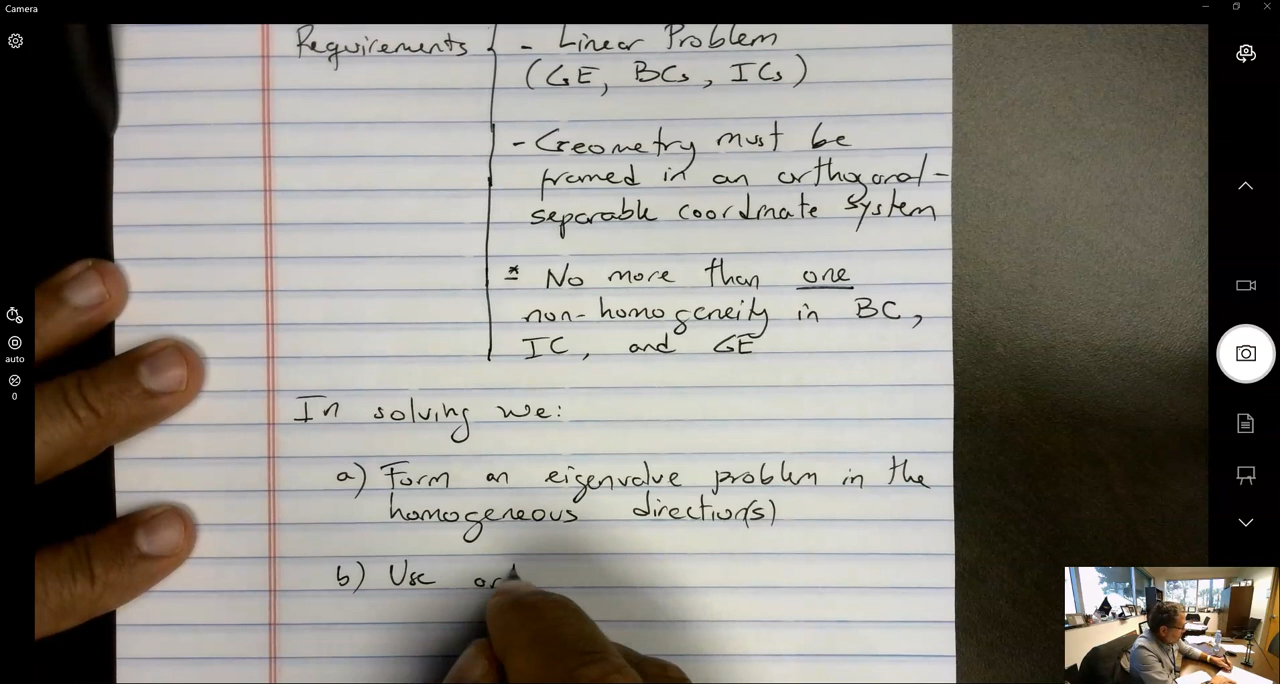 Camera
Requirements - Linear Problem
(GE, BCs, ICs)
- Geometry must be
framed in an orthogonal-
separable coordinate system
* No more than one
non-homogeneity in BC,
IC, and GE
In solving we:
a) Form an eigenvalue problem in the
homogeneous direction(s)
b) Use
auto
0